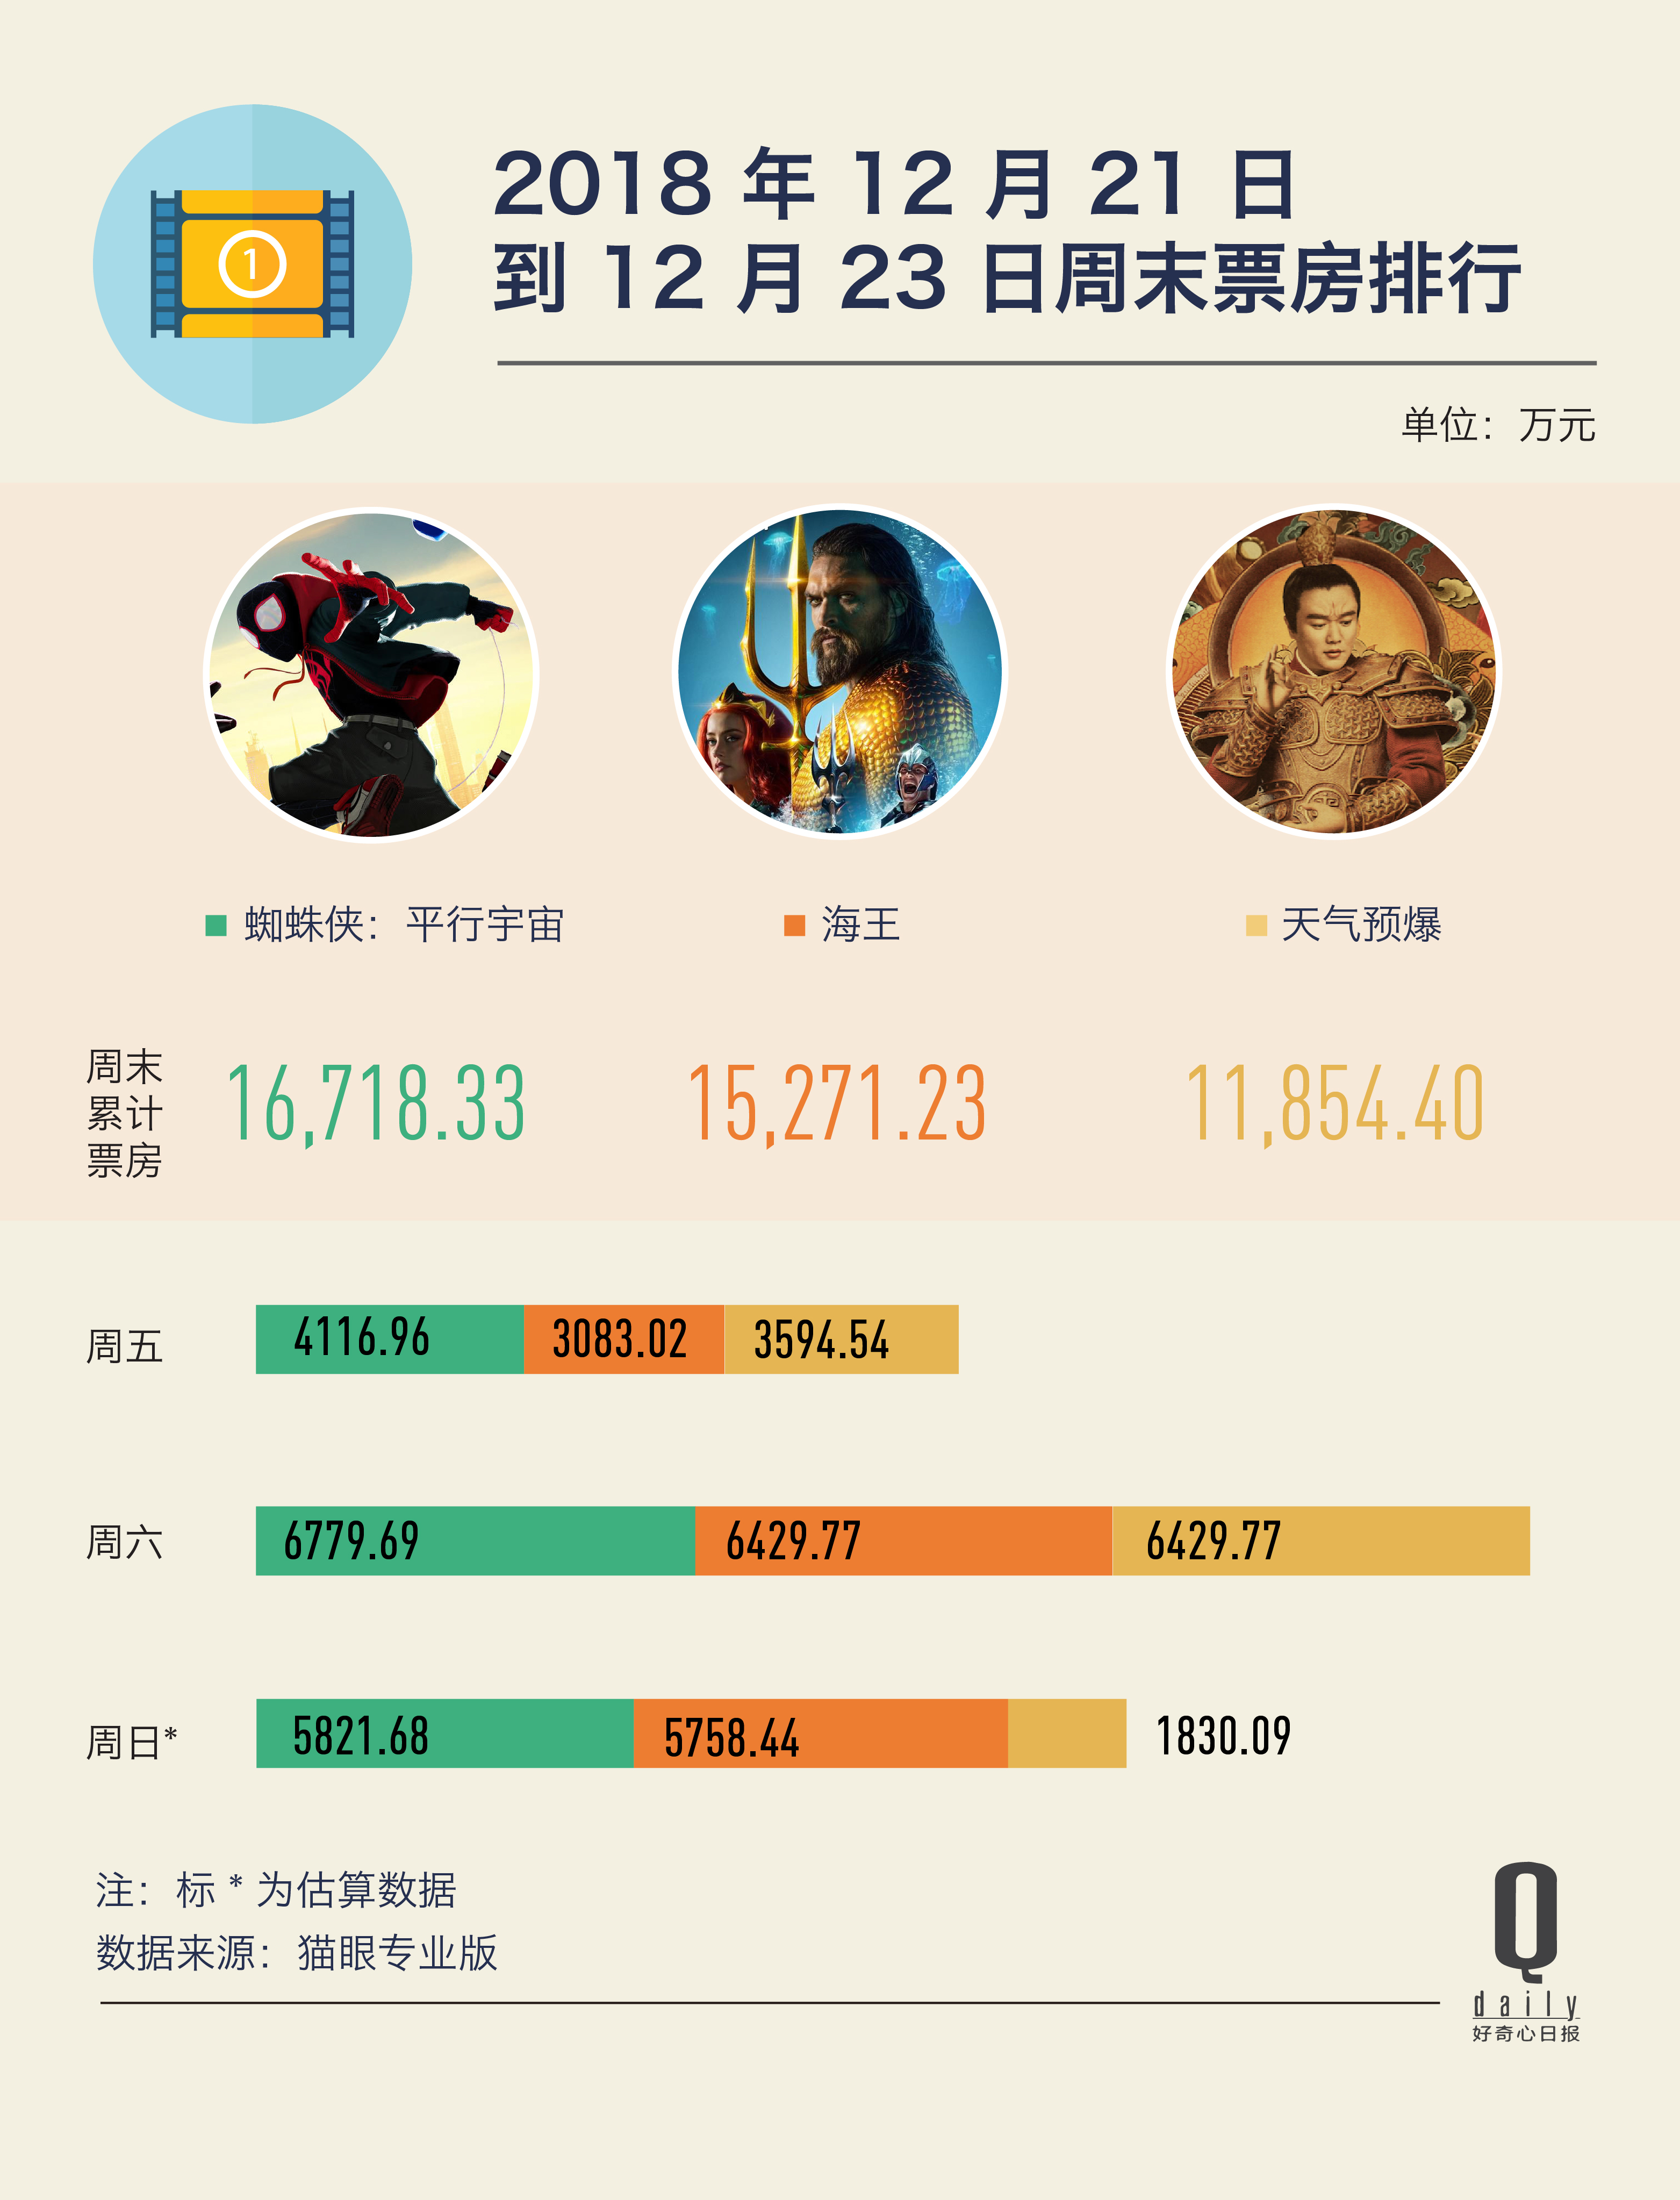 1
2018 年 12 月 21 日
到 12 月 23 日周末票房排行
单位：万元
蜘蛛侠：平行宇宙
海王
天气预爆
周末
累计
票房
16,718.33
15,271.23
11,854.40
周五
4116.96
3083.02
3594.54
周六
6779.69
6429.77
6429.77
周日*
5821.68
5758.44
1830.09
注：标 * 为估算数据
数据来源：猫眼专业版
Q
daily
好奇心日报